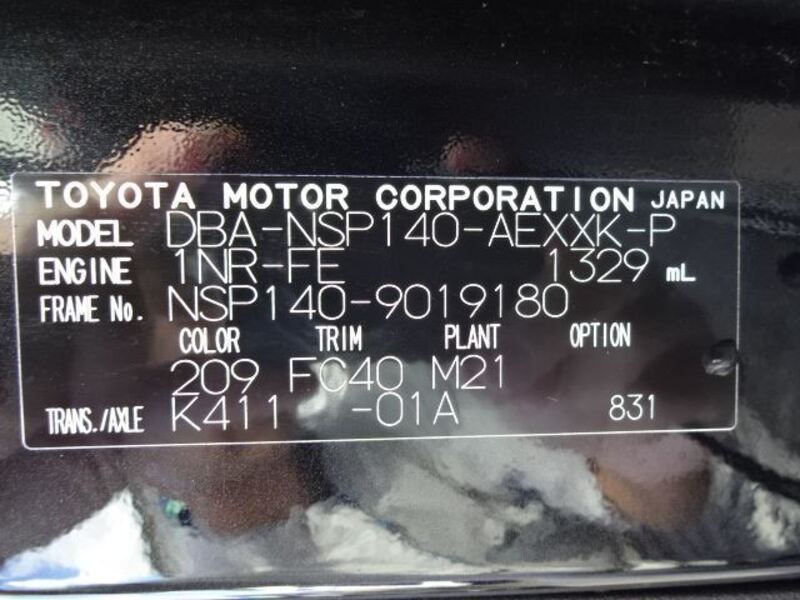 TOYOTA MOTOR CORPORATION JAPAN
MODEL DBA-NSP140-AEXXK-P
ENGINE 1NR-FE 1329 mL
FRAME No. NSP140-9019180
COLOR TRIM PLANT OPTION
209 FC40 M21
TRANS./AXLE K411 -01A 831